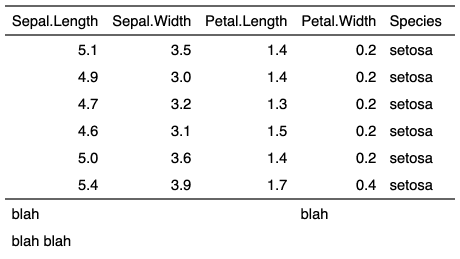 Sepal.Length Sepal.Width Petal.Length Petal.Width Species
5.1 3.5 1.4 0.2 setosa
4.9 3.0 1.4 0.2 setosa
4.7 3.2 1.3 0.2 setosa
4.6 3.1 1.5 0.2 setosa
5.0 3.6 1.4 0.2 setosa
5.4 3.9 1.7 0.4 setosa
blah blah
blah blah